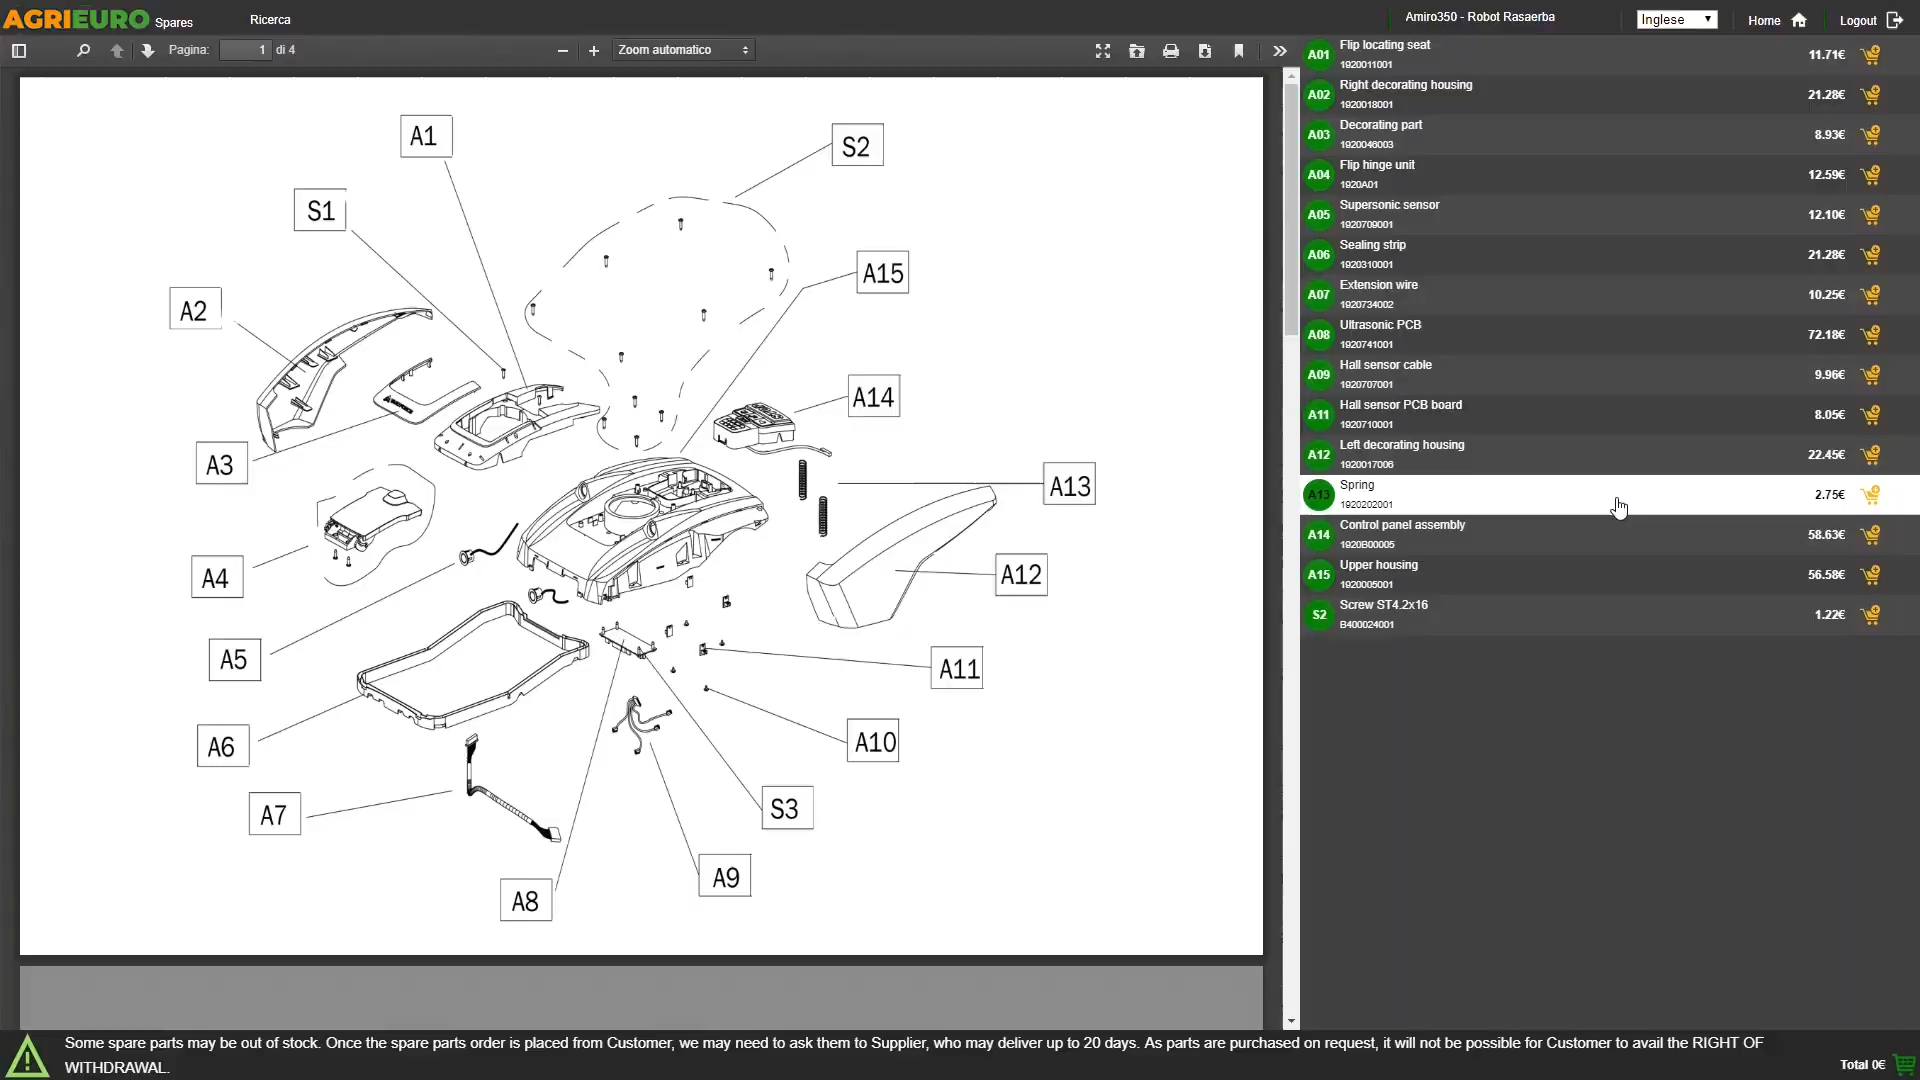 AGRIEURO Spares
Ricerca
Amiro350 - Robot Rasaerba
Inglese
Home
Logout
Pagina: 1 di 4
Zoom automatico
A1
S2
S1
A15
A2
A14
A3
A13
A4
A12
A5
A11
A6
A10
A7
S3
A9
A8
A01 Flip locating seat 11.71€
1920011001
A02 Right decorating housing 21.28€
1920018001
A03 Decorating part 8.93€
1920046003
A04 Flip hinge unit 12.59€
1920A01
A05 Supersonic sensor 12.10€
1920709001
A06 Sealing strip 21.28€
1920310001
A07 Extension wire 10.25€
1920734002
A08 Ultrasonic PCB 72.18€
1920741001
A09 Hall sensor cable 9.96€
1920707001
A11 Hall sensor PCB board 8.05€
1920710001
A12 Left decorating housing 22.45€
1920017006
A13 Spring 2.75€
1920202001
A14 Control panel assembly 58.63€
1920B00005
A15 Upper housing 56.58€
1920005001
S2 Screw ST4.2x16 1.22€
B400024001
Some spare parts may be out of stock. Once the spare parts order is placed from Customer, we may need to ask them to Supplier, who may deliver up to 20 days. As parts are purchased on request, it will not be possible for Customer to avail the RIGHT OF
WITHDRAWAL.
Total 0€